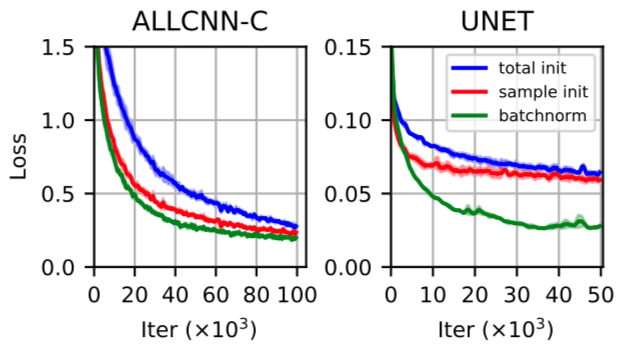 ALLCNN-C
UNET
Loss
1.5
1.0
0.5
0.0
0 20 40 60 80 100
Iter (×10³)
0.15
0.10
0.05
0.00
0 10 20 30 40 50
Iter (×10³)
total init
sample init
batchnorm